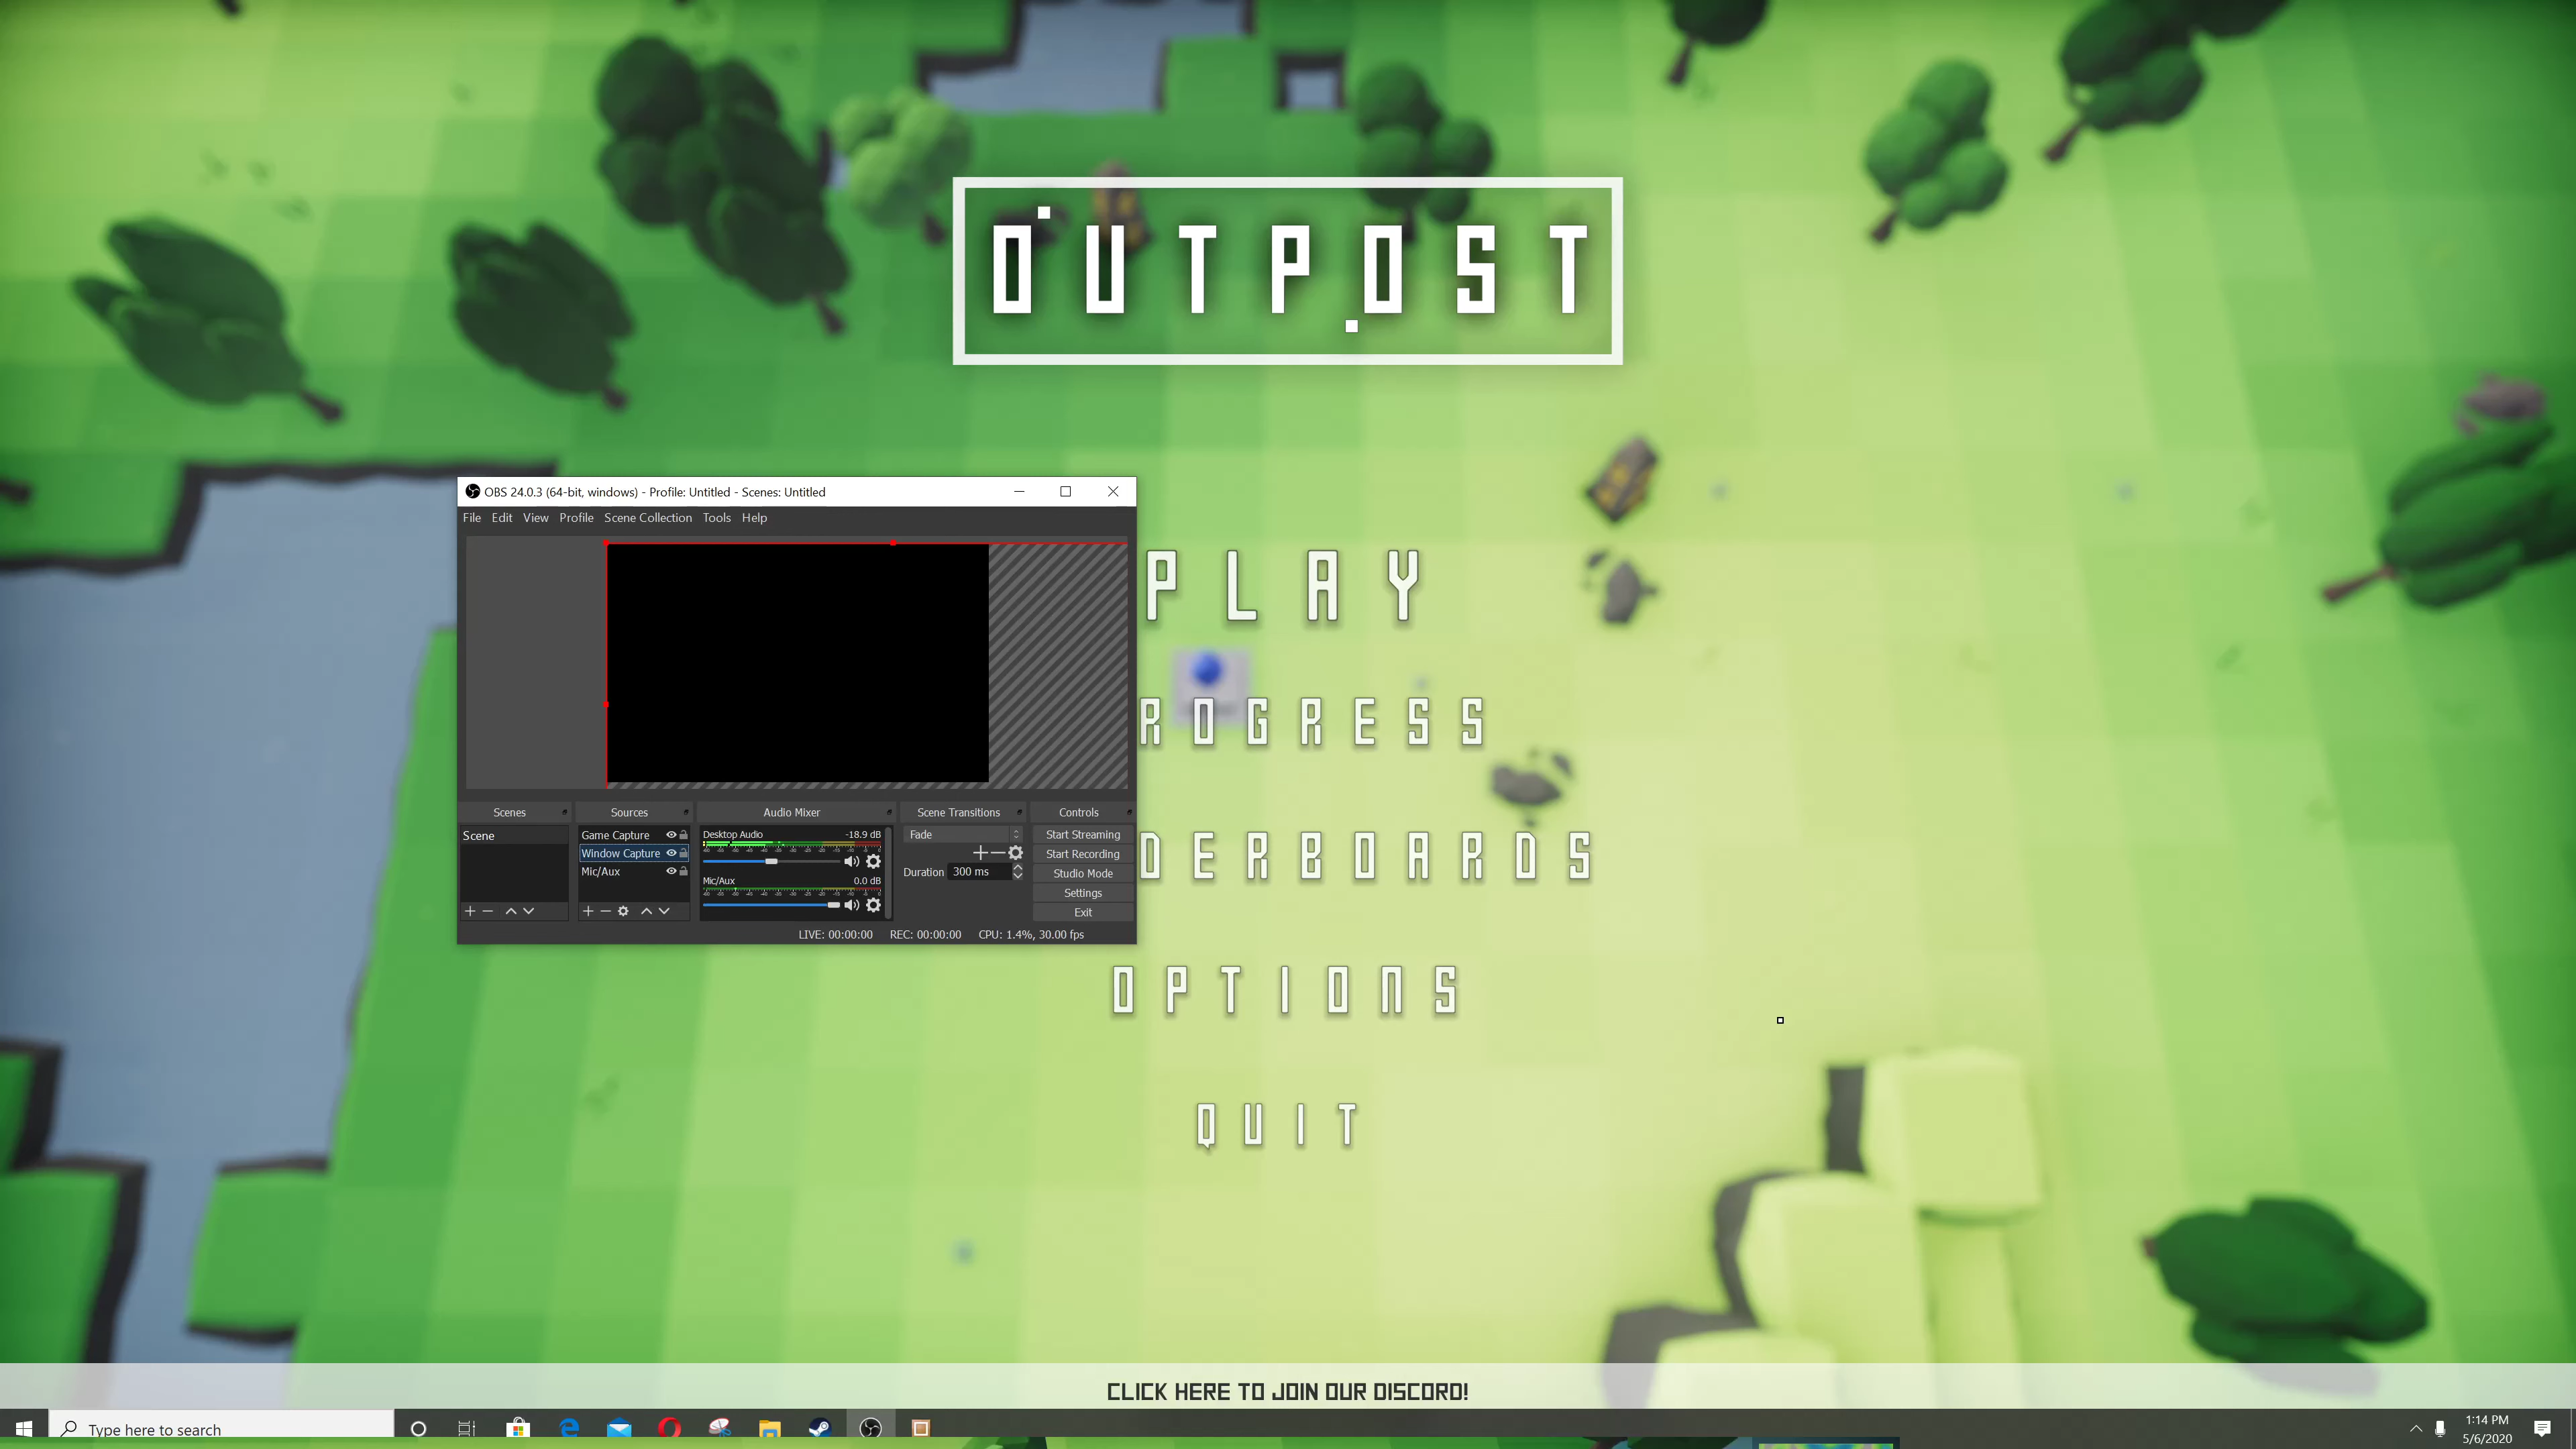 OUTPOST
OBS 24.0.3 (64-bit, windows) - Profile: Untitled - Scenes: Untitled
File Edit View Profile Scene Collection Tools Help
PLAY
ROGRESS
DERBOARDS
OPTIONS
QUIT
Scenes
Scene
Sources
Game Capture
Window Capture
Mic/Aux
Audio Mixer
Desktop Audio -18.9 dB
Mic/Aux 0.0 dB
Scene Transitions
Fade
Duration 300 ms
Controls
Start Streaming
Start Recording
Studio Mode
Settings
Exit
LIVE: 00:00:00 REC: 00:00:00 CPU: 1.4%, 30.00 fps
CLICK HERE TO JOIN OUR DISCORD!
Type here to search
1:14 PM
5/6/2020